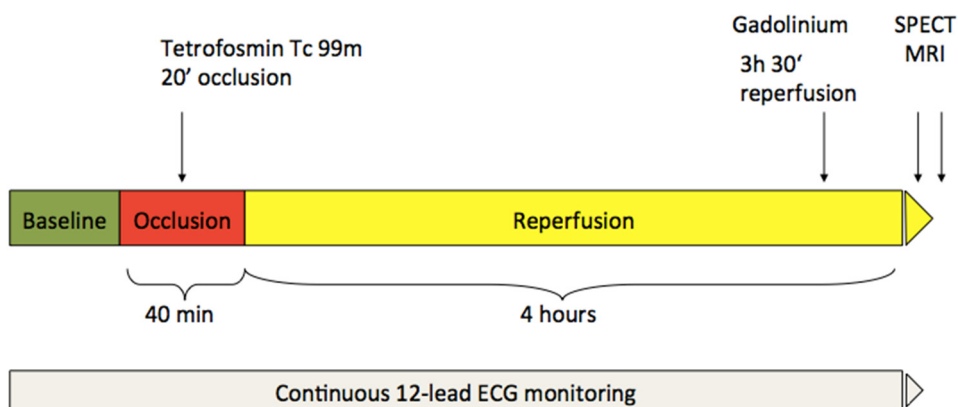 Tetrofosmin Tc 99m
20’ occlusion
Gadolinium
3h 30‘
reperfusion
SPECT
MRI
Baseline
Occlusion
Reperfusion
40 min
4 hours
Continuous 12-lead ECG monitoring